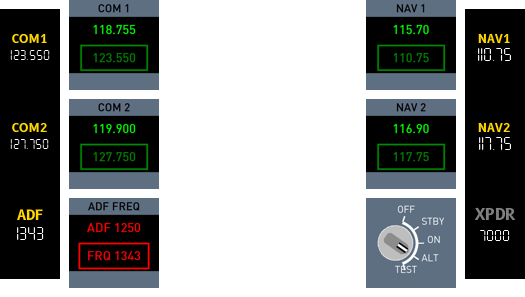 COM1
123.550
COM 1
118.755
123.550
NAV 1
115.70
110.75
NAV1
110.75
COM2
127.750
COM 2
119.900
127.750
NAV 2
116.90
117.75
NAV2
117.75
ADF
1343
ADF FREQ
ADF 1250
FRQ 1343
OFF
STBY
ON
ALT
TEST
XPDR
7000